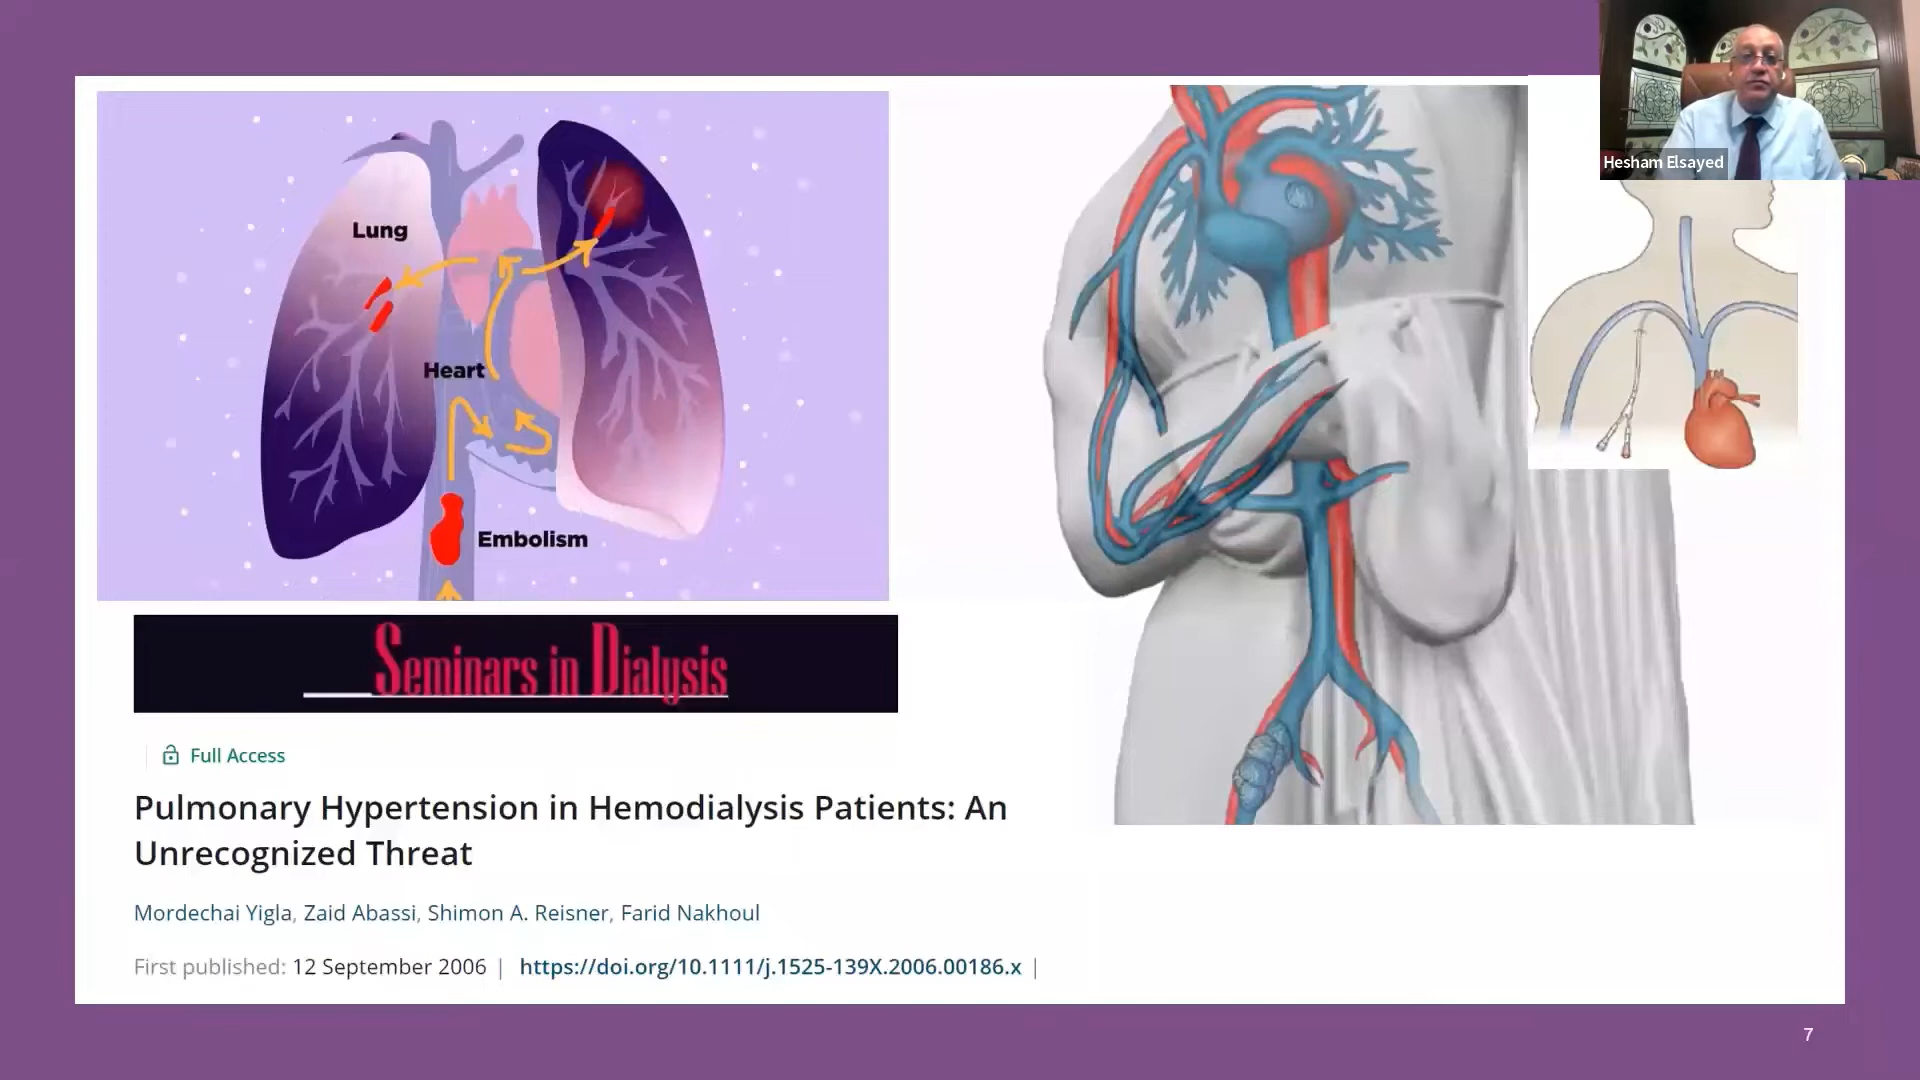 Hesham Elsayed
Lung
Heart
Embolism
Seminars in Dialysis
Full Access
Pulmonary Hypertension in Hemodialysis Patients: An
Unrecognized Threat
Mordechai Yigla, Zaid Abassi, Shimon A. Reisner, Farid Nakhoul
First published: 12 September 2006 | https://doi.org/10.1111/j.1525-139X.2006.00186.x |
7